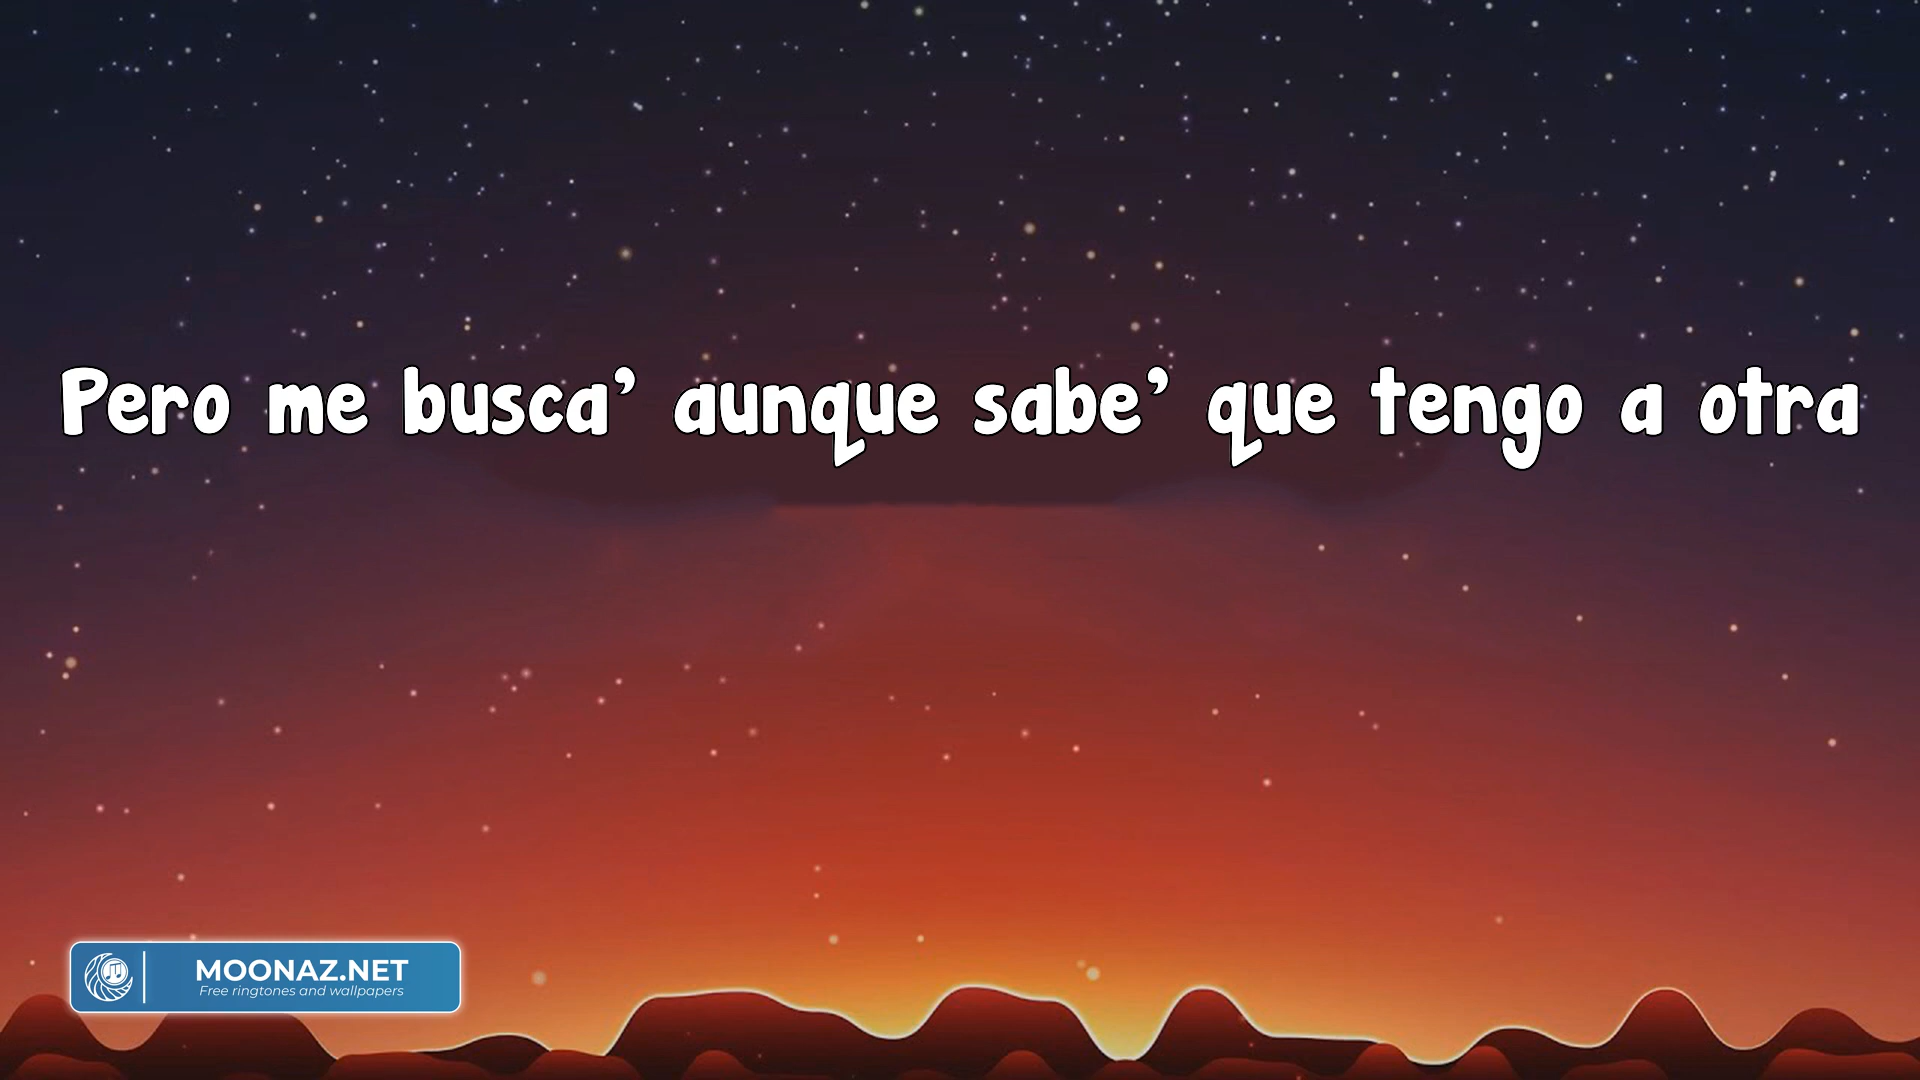 Pero me busca’ aunque sabe’ que tengo a otra
MOONAZ.NET
Free ringtones and wallpapers